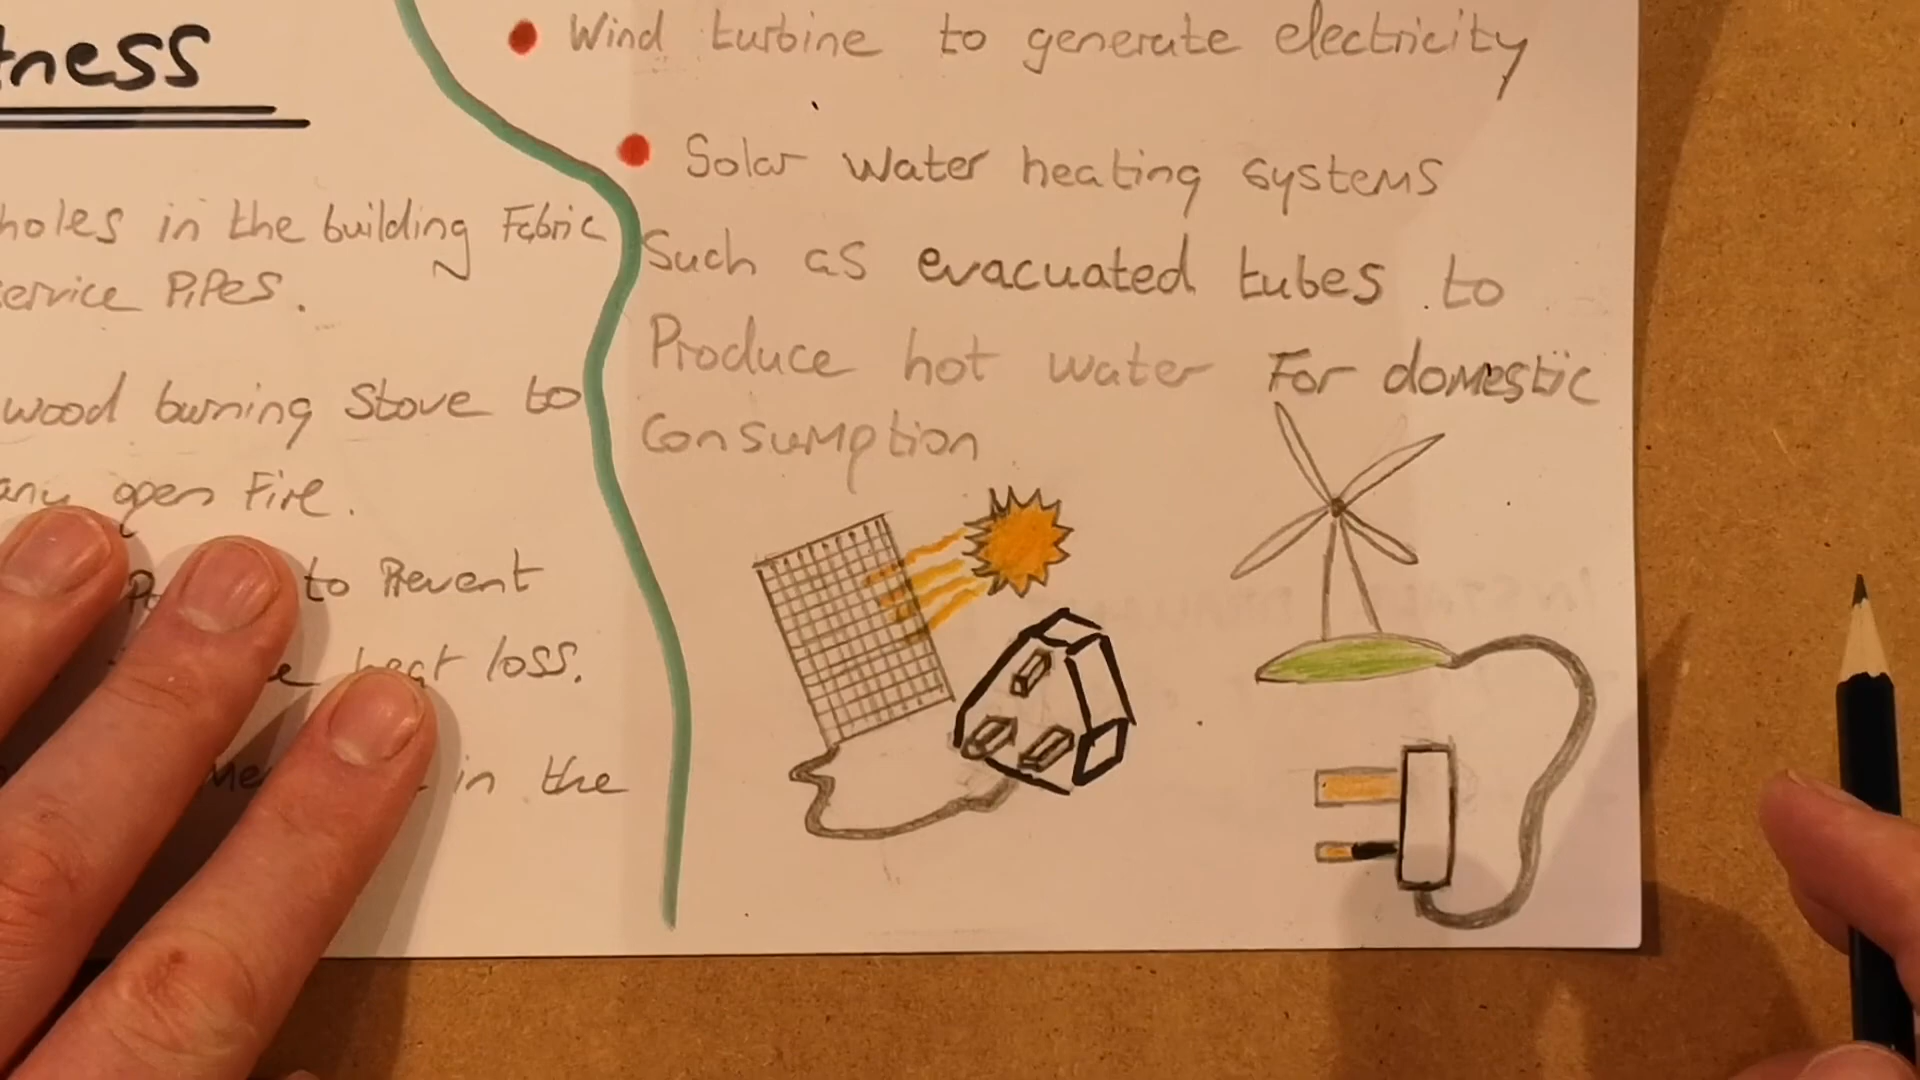 tness
holes in the building Fabric
service PiPes.
wood burning Stove to
any open Fire.
to Prevent
heat loss.
in the
Wind turbine to generate electricity
Solar Water heating systems
Such as evacuated tubes to
Produce hot water For domestic
Consumption